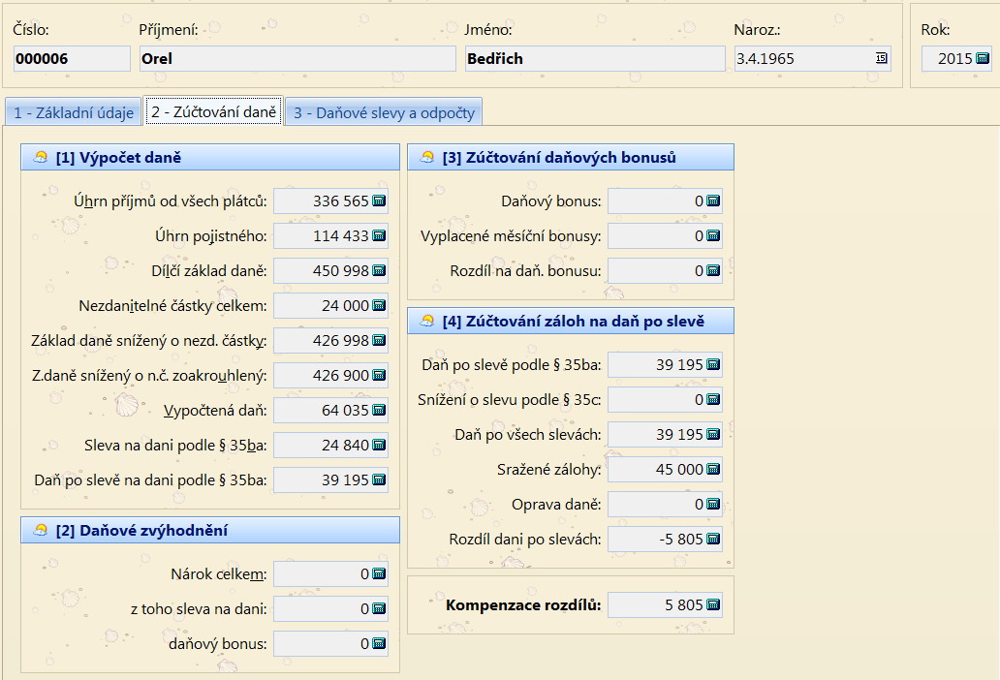 Číslo: Příjmení: Jméno: Naroz.: Rok:
000006 Orel Bedřich 3.4.1965 15 2015
1 - Základní údaje 2 - Zúčtování daně 3 - Daňové slevy a odpočty
[1] Výpočet daně
Úhrn příjmů od všech plátců: 336 565
Úhrn pojistného: 114 433
Dílčí základ daně: 450 998
Nezdanitelné částky celkem: 24 000
Základ daně snížený o nezd. částky: 426 998
Z.daně snížený o n.č. zoakrouhlený: 426 900
Vypočtená daň: 64 035
Sleva na dani podle § 35ba: 24 840
Daň po slevě na dani podle § 35ba: 39 195
[2] Daňové zvýhodnění
Nárok celkem: 0
z toho sleva na dani: 0
daňový bonus: 0
[3] Zúčtování daňových bonusů
Daňový bonus: 0
Vyplacené měsíční bonusy: 0
Rozdíl na daň. bonusu: 0
[4] Zúčtování záloh na daň po slevě
Daň po slevě podle § 35ba: 39 195
Snížení o slevu podle § 35c: 0
Daň po všech slevách: 39 195
Sražené zálohy: 45 000
Oprava daně: 0
Rozdíl dani po slevách: -5 805
Kompenzace rozdílů: 5 805